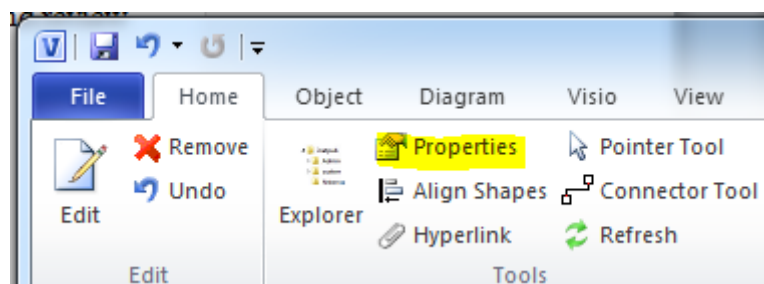 File Home Object Diagram Visio View
Remove Properties Pointer Tool
Undo Align Shapes Connector Tool
Edit Explorer Hyperlink Refresh
Edit Tools